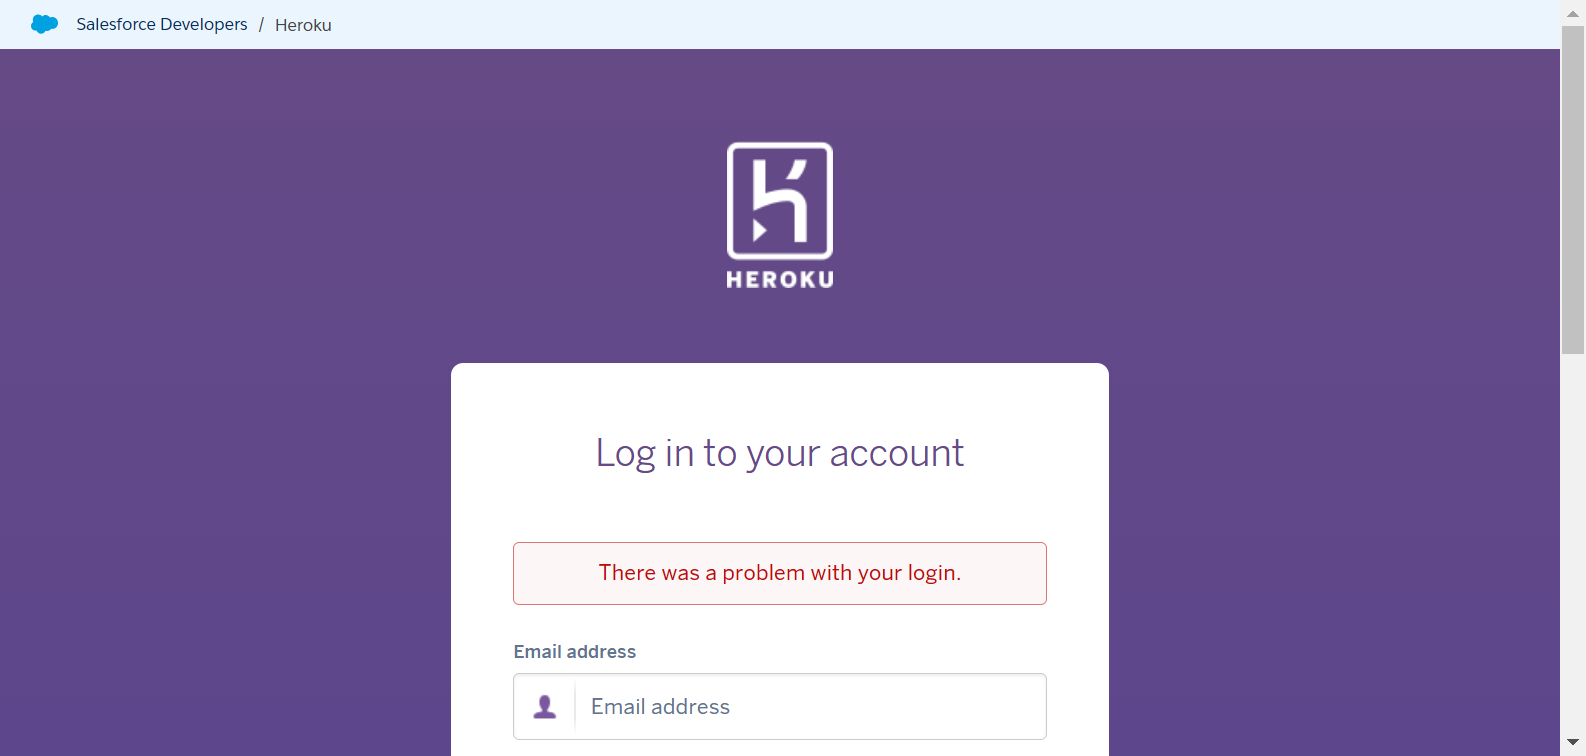 Salesforce Developers / Heroku
HEROKU
Log in to your account
There was a problem with your login.
Email address
Email address